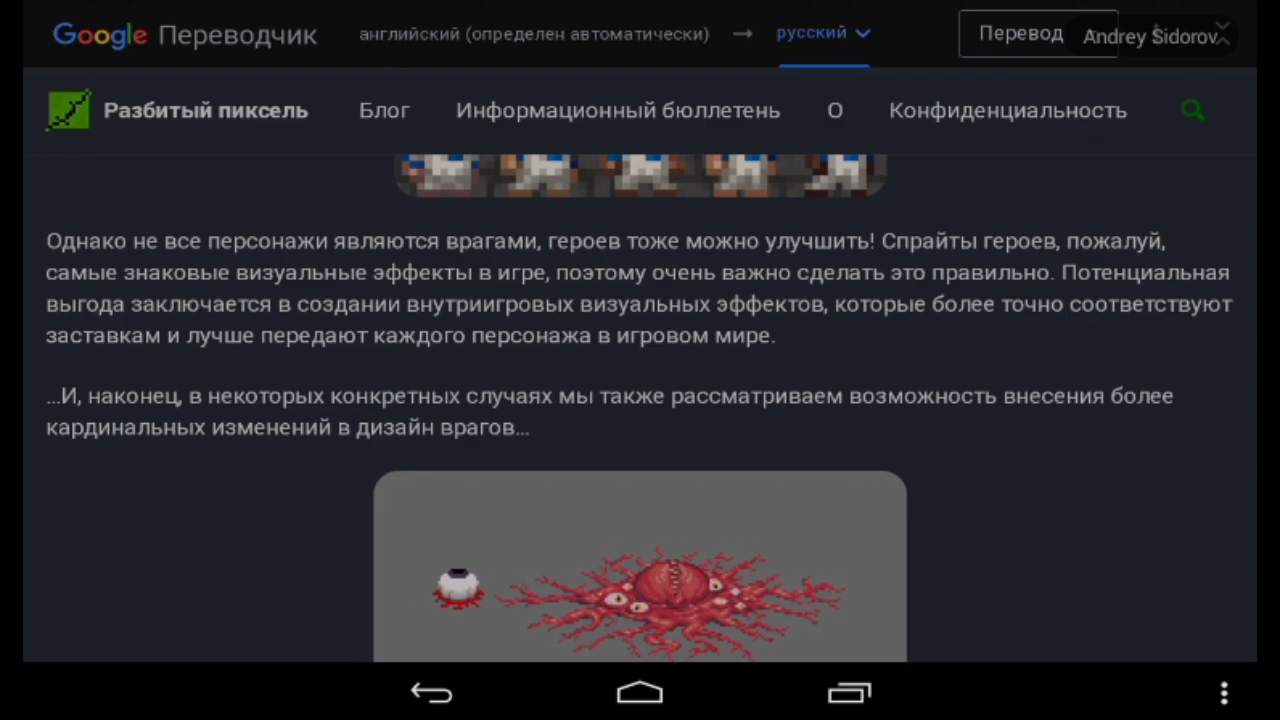 Google Переводчик английский (определен автоматически) → русский Перевод Andrey Sidorov
Разбитый пиксель Блог Информационный бюллетень О Конфиденциальность
Однако не все персонажи являются врагами, героев тоже можно улучшить! Спрайты героев, пожалуй,
самые знаковые визуальные эффекты в игре, поэтому очень важно сделать это правильно. Потенциальная
выгода заключается в создании внутриигровых визуальных эффектов, которые более точно соответствуют
заставкам и лучше передают каждого персонажа в игровом мире.
...И, наконец, в некоторых конкретных случаях мы также рассматриваем возможность внесения более
кардинальных изменений в дизайн врагов...